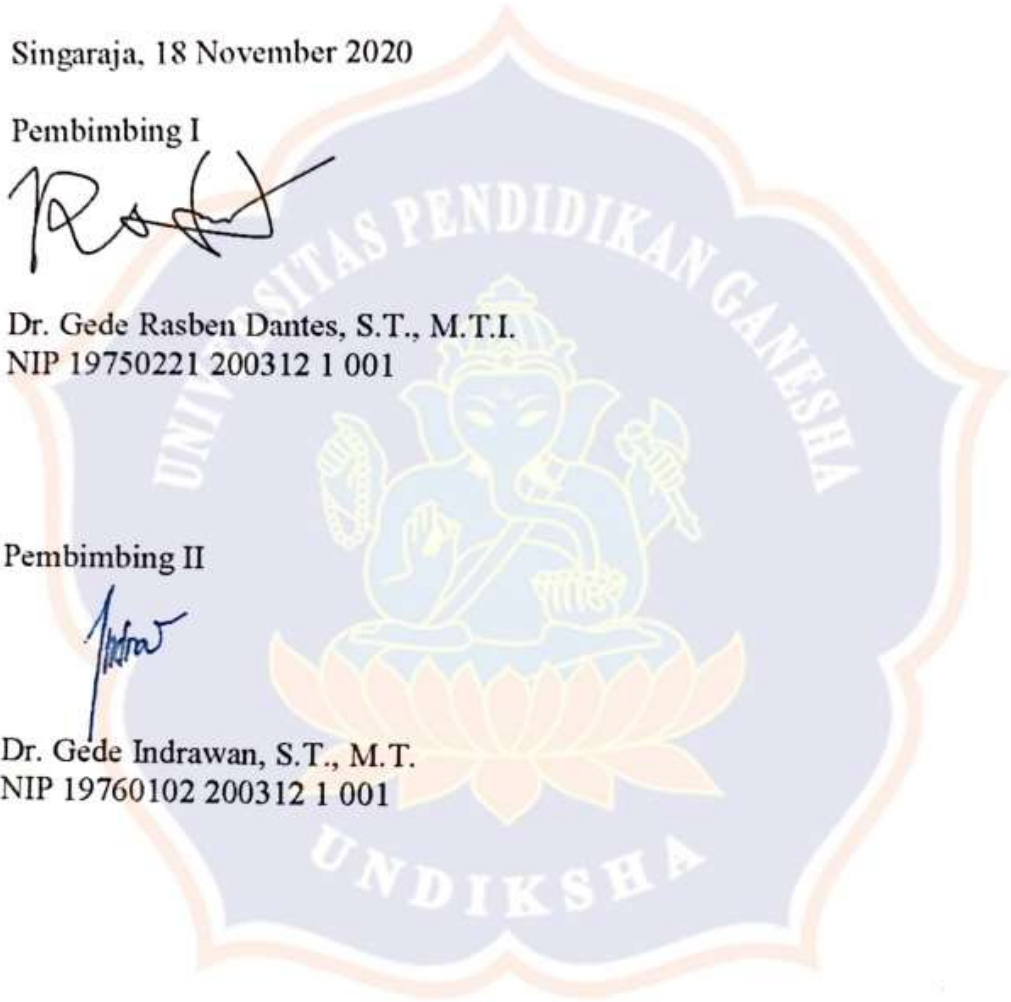 Singaraja, 18 November 2020
Pembimbing I
Dr. Gede Rasben Dantes, S.T., M.T.I.
NIP 19750221 200312 1 001
Pembimbing II
Indra
Dr. Gede Indrawan, S.T., M.T.
NIP 19760102 200312 1 001
UNIVERSITAS PENDIDIKAN GANESHA
UNDIKSHA